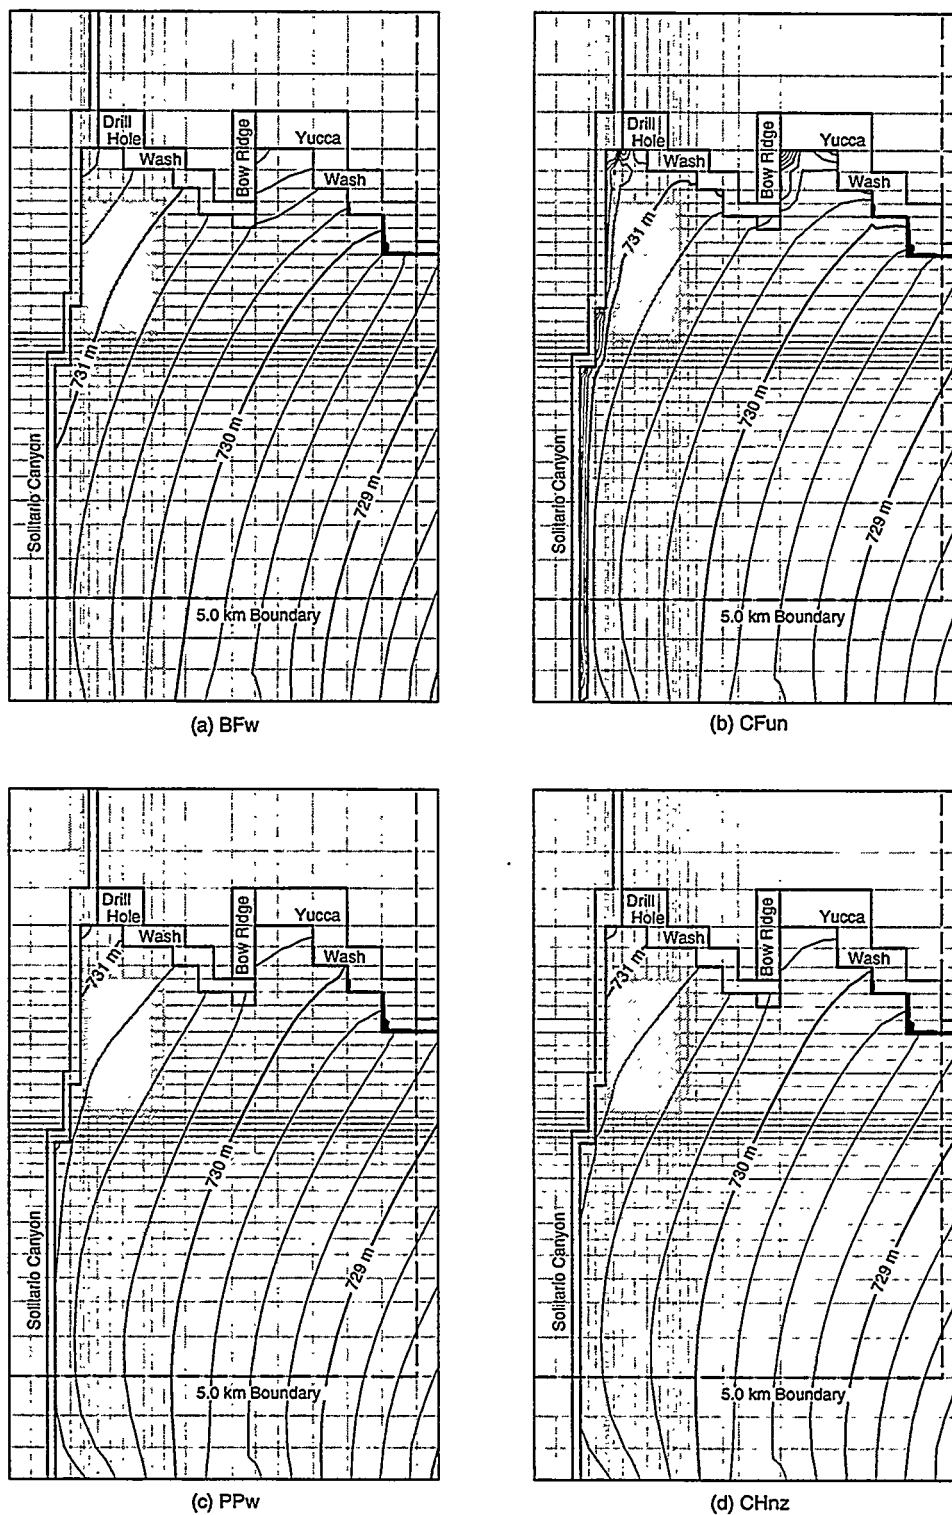 Drill
Hole
Wash
Bow Ridge
Yucca
Wash
731 m
730 m
729 m
Solitario Canyon
5.0 km Boundary
(a) BFw
Drill
Hole
Wash
Bow Ridge
Yucca
Wash
731 m
730 m
729 m
Solitario Canyon
5.0 km Boundary
(b) CFun
Drill
Hole
Wash
Bow Ridge
Yucca
Wash
731 m
730 m
729 m
Solitario Canyon
5.0 km Boundary
(c) PPw
Drill
Hole
Wash
Bow Ridge
Yucca
Wash
731 m
730 m
729 m
Solitario Canyon
5.0 km Boundary
(d) CHnz